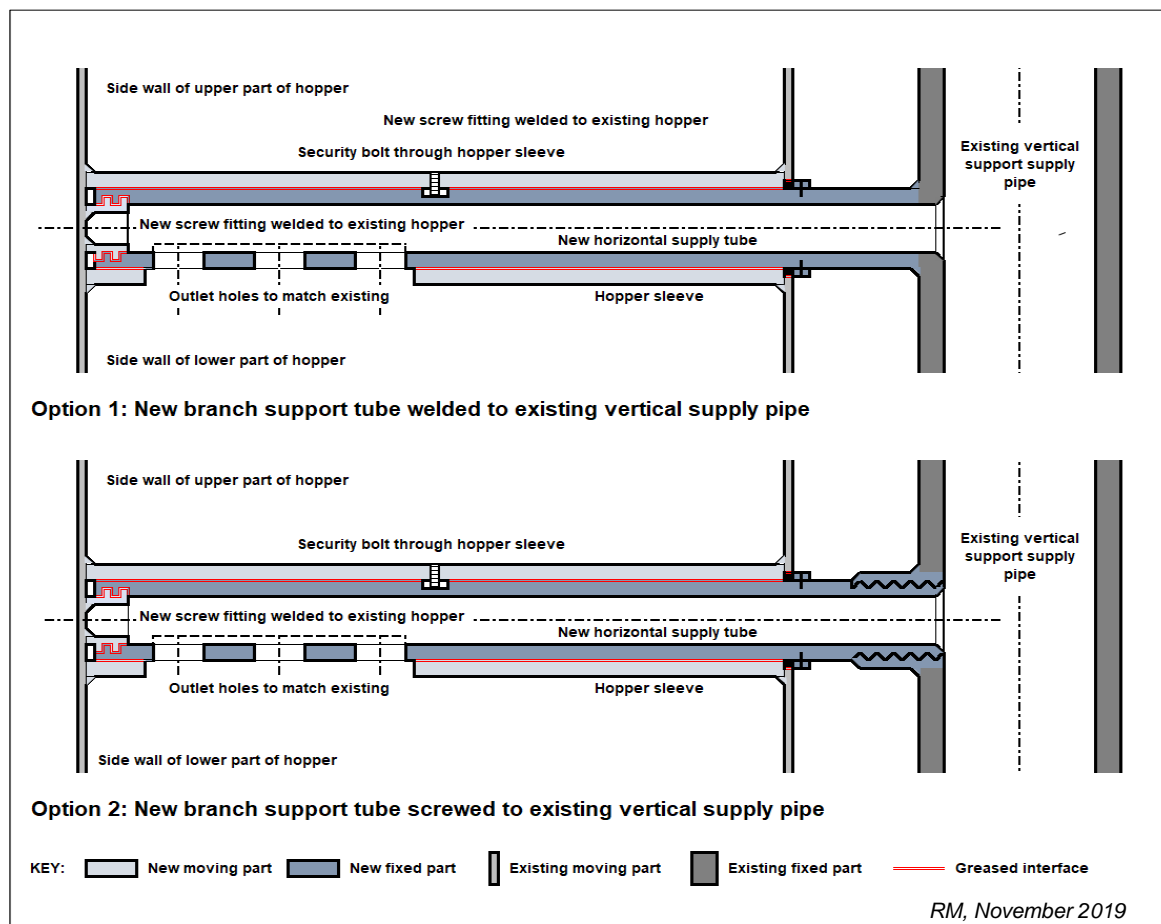 Side wall of upper part of hopper
New screw fitting welded to existing hopper
Security bolt through hopper sleeve
Existing vertical
support supply
pipe
New screw fitting welded to existing hopper
New horizontal supply tube
Outlet holes to match existing
Hopper sleeve
Side wall of lower part of hopper
Option 1: New branch support tube welded to existing vertical supply pipe
Side wall of upper part of hopper
Security bolt through hopper sleeve
Existing vertical
support supply
pipe
New screw fitting welded to existing hopper
New horizontal supply tube
Outlet holes to match existing
Hopper sleeve
Side wall of lower part of hopper
Option 2: New branch support tube screwed to existing vertical supply pipe
KEY: New moving part New fixed part Existing moving part Existing fixed part Greased interface
RM, November 2019